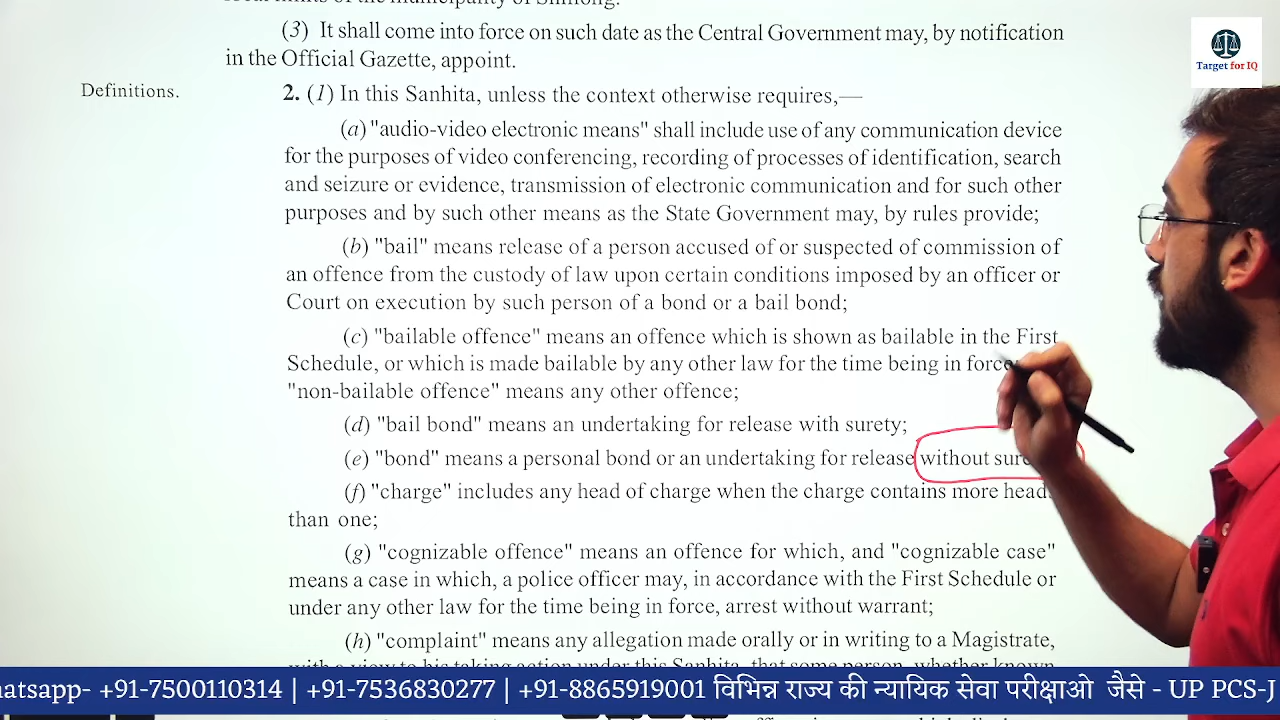 (3) It shall come into force on such date as the Central Government may, by notification
in the Official Gazette, appoint.
Target for IQ
Definitions.
2. (1) In this Sanhita, unless the context otherwise requires,—
(a) "audio-video electronic means" shall include use of any communication device
for the purposes of video conferencing, recording of processes of identification, search
and seizure or evidence, transmission of electronic communication and for such other
purposes and by such other means as the State Government may, by rules provide;
(b) "bail" means release of a person accused of or suspected of commission of
an offence from the custody of law upon certain conditions imposed by an officer or
Court on execution by such person of a bond or a bail bond;
(c) "bailable offence" means an offence which is shown as bailable in the First
Schedule, or which is made bailable by any other law for the time being in force
"non-bailable offence" means any other offence;
(d) "bail bond" means an undertaking for release with surety;
(e) "bond" means a personal bond or an undertaking for release without
(f) "charge" includes any head of charge when the charge contains more heads
than one;
(g) "cognizable offence" means an offence for which, and "cognizable case"
means a case in which, a police officer may, in accordance with the First Schedule or
under any other law for the time being in force, arrest without warrant;
(h) "complaint" means any allegation made orally or in writing to a Magistrate,
hatsapp- +91-7500110314 | +91-7536830277 | +91-8865919001 विभिन्न राज्य की न्यायिक सेवा परीक्षाओ जैसे - UP PCS-J